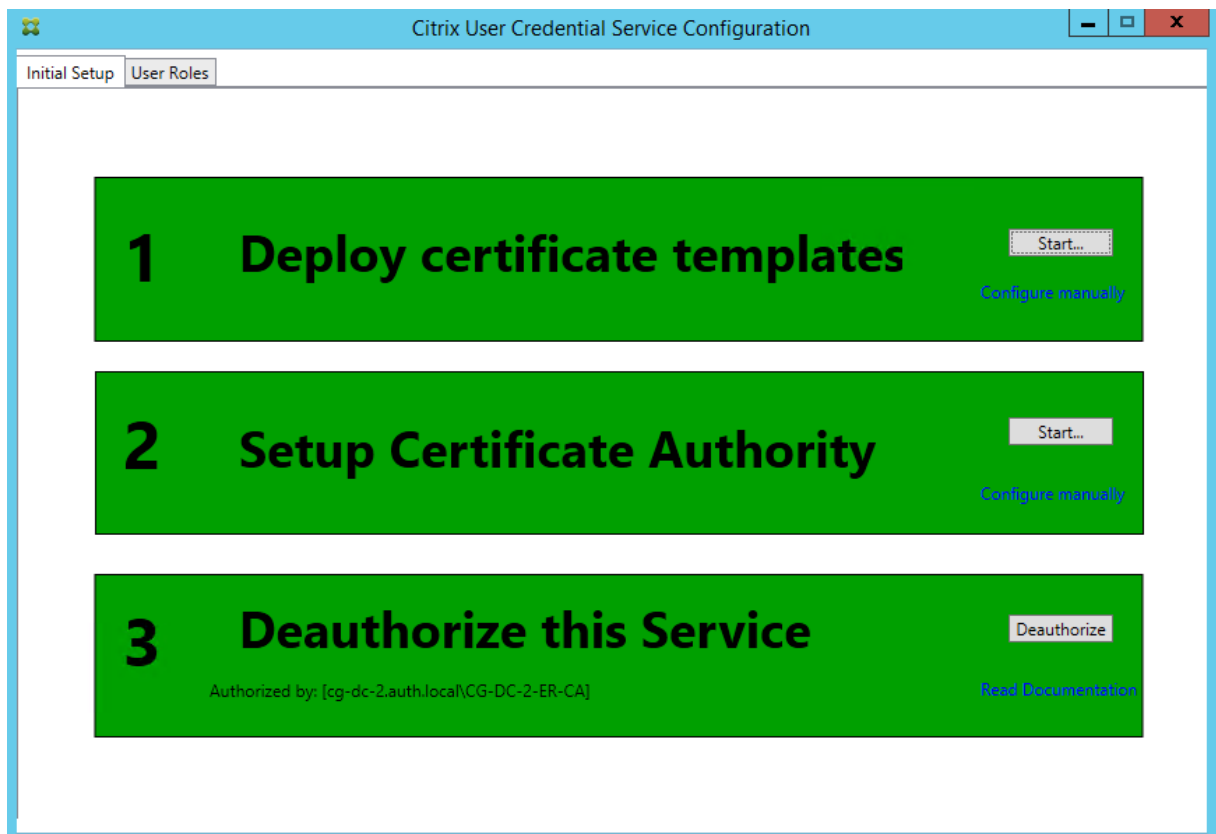 Citrix User Credential Service Configuration
Initial Setup User Roles
1 Deploy certificate templates Start...
Configure manually
2 Setup Certificate Authority Start...
Configure manually
3 Deauthorize this Service Deauthorize
Authorized by: [cg-dc-2.auth.local\CG-DC-2-ER-CA] Read Documentation